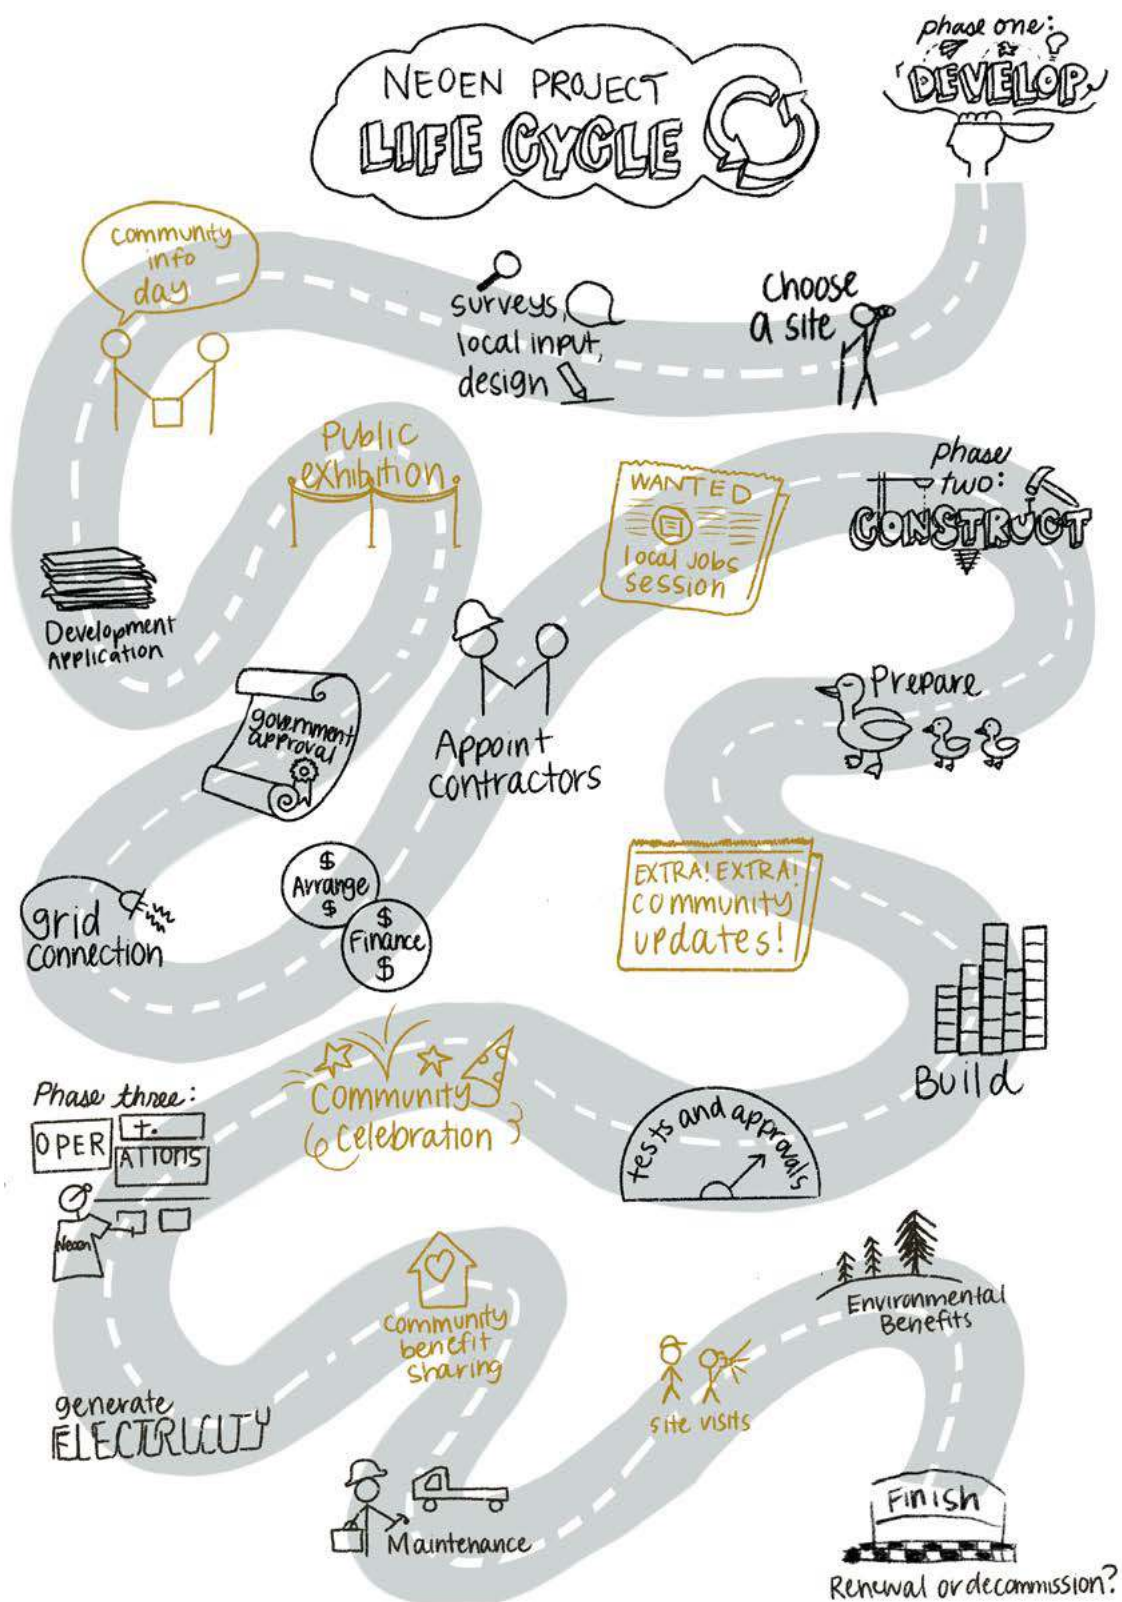 NEOEN PROJECT
LIFE CYCLE
phase one:
DEVELOP
Choose
a site
surveys,
local input,
design
community
info
day
Development
Application
Public
exhibition
government
approval
grid
connection
$
Arrange
$
$
Finance
$
Appoint
contractors
WANTED
local jobs
session
phase
two:
CONSTRUCT
Prepare
EXTRA! EXTRA!
community
updates!
Build
tests and approvals
Community
Celebration
Phase three:
OPER
ATIONS
Neoen
generate
ELECTRICITY
community
benefit
sharing
Maintenance
site visits
Environmental
Benefits
Finish
Renewal or decommission?